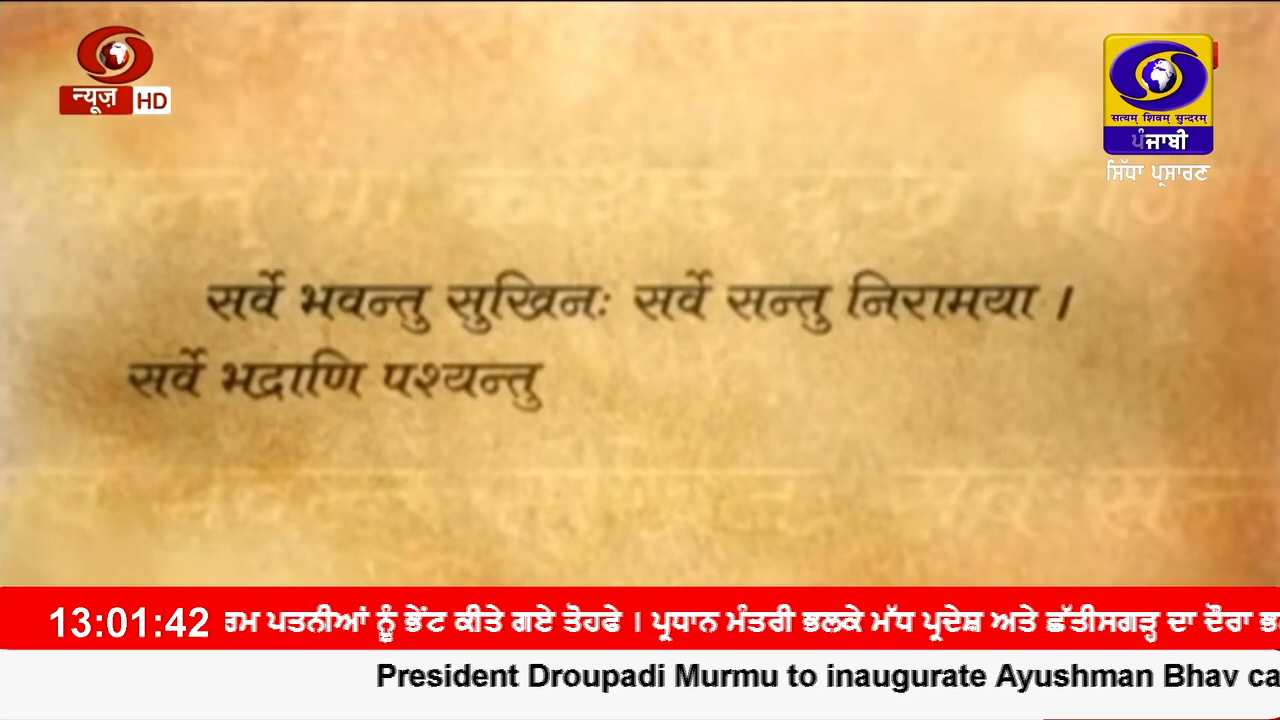 न्यूज़ HD
सत्यम् शिवम् सुन्दरम्
ਪੰਜਾਬੀ
ਸਿੱਧਾ ਪ੍ਰਸਾਰਣ
सर्वे भवन्तु सुखिनः सर्वे सन्तु निरामया ।
सर्वे भद्राणि पश्यन्तु
13:01:42 ਪਤਨੀਆਂ ਨੂੰ ਭੇਂਟ ਕੀਤੇ ਗਏ ਤੋਹਫੇ । ਪ੍ਰਧਾਨ ਮੰਤਰੀ ਭਲਕੇ ਮੱਧ ਪ੍ਰਦੇਸ਼ ਅਤੇ ਛੱਤੀਸਗੜ੍ਹ ਦਾ ਦੌਰਾ
President Droupadi Murmu to inaugurate Ayushman Bhav ca